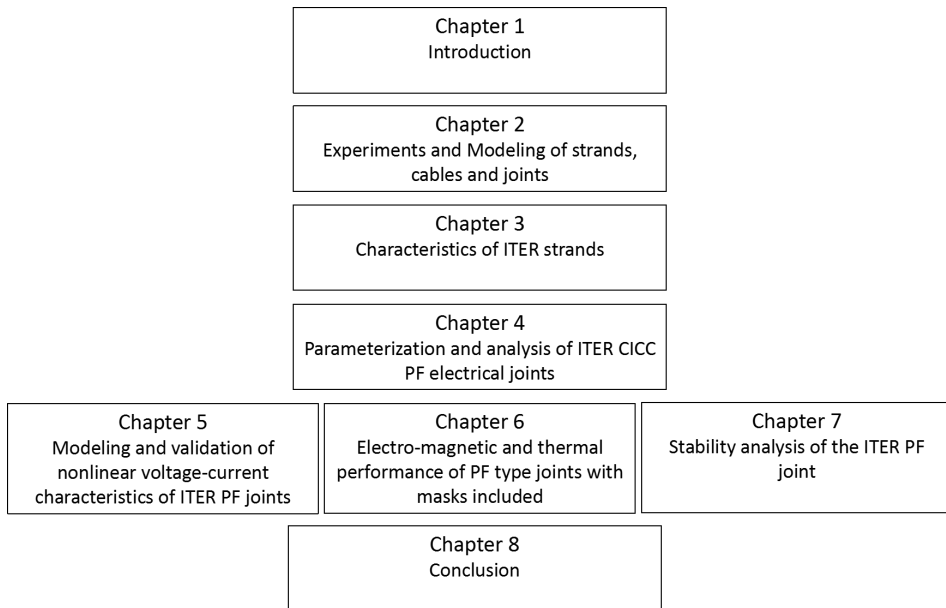 Chapter 1
Introduction
Chapter 2
Experiments and Modeling of strands,
cables and joints
Chapter 3
Characteristics of ITER strands
Chapter 4
Parameterization and analysis of ITER CICC
PF electrical joints
Chapter 5
Modeling and validation of
nonlinear voltage-current
characteristics of ITER PF joints
Chapter 6
Electro-magnetic and thermal
performance of PF type joints with
masks included
Chapter 7
Stability analysis of the ITER PF
joint
Chapter 8
Conclusion